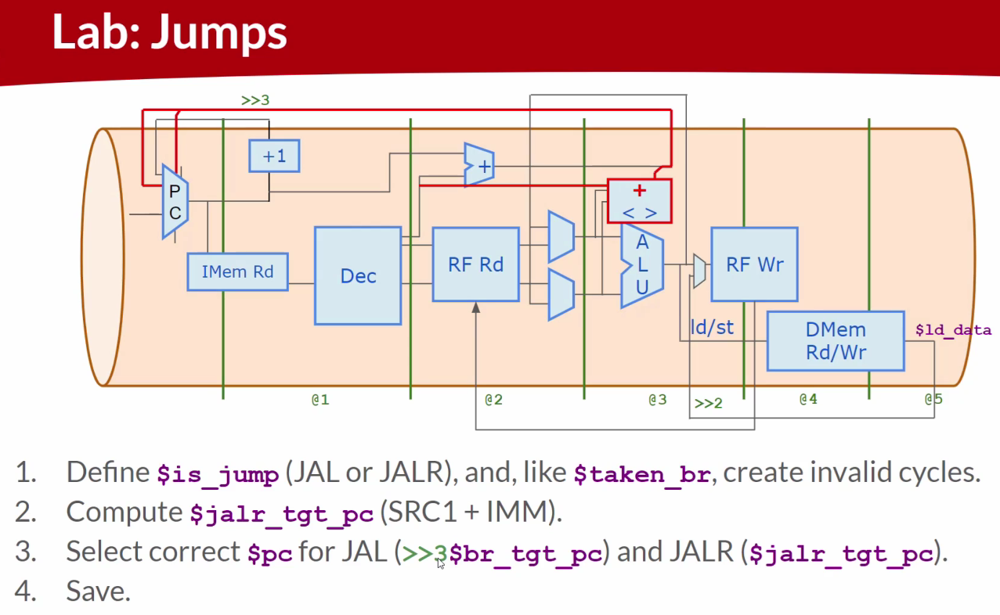 Lab: Jumps
>>3
+1
P
C
+
+
< >
IMem Rd
Dec
RF Rd
A
L
U
RF Wr
ld/st
DMem
Rd/Wr
$ld_data
@1
@2
@3
>>2
@4
@5
1. Define $is_jump (JAL or JALR), and, like $taken_br, create invalid cycles.
2. Compute $jalr_tgt_pc (SRC1 + IMM).
3. Select correct $pc for JAL (>>3$br_tgt_pc) and JALR ($jalr_tgt_pc).
4. Save.